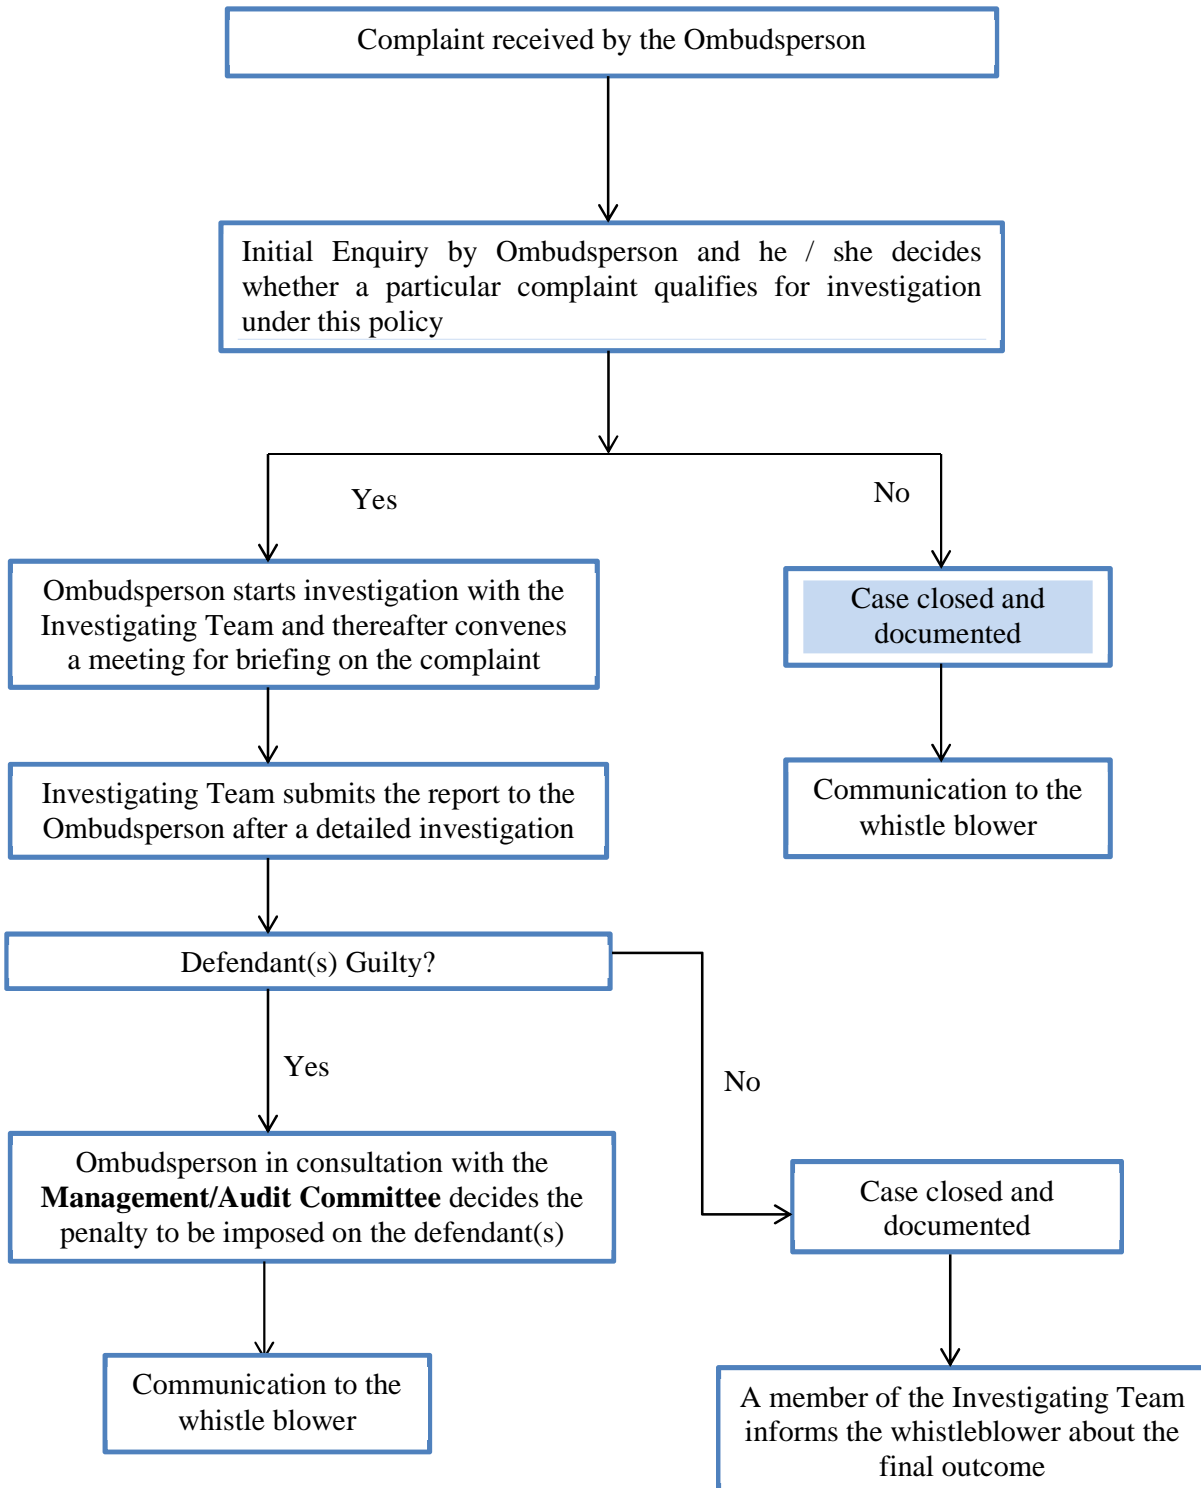 Complaint received by the Ombudsperson
Initial Enquiry by Ombudsperson and he / she decides
whether a particular complaint qualifies for investigation
under this policy
Yes
No
Ombudsperson starts investigation with the
Investigating Team and thereafter convenes
a meeting for briefing on the complaint
Case closed and
documented
Investigating Team submits the report to the
Ombudsperson after a detailed investigation
Communication to the
whistle blower
Defendant(s) Guilty?
Yes
No
Ombudsperson in consultation with the
Management/Audit Committee decides the
penalty to be imposed on the defendant(s)
Case closed and
documented
Communication to the
whistle blower
A member of the Investigating Team
informs the whistleblower about the
final outcome